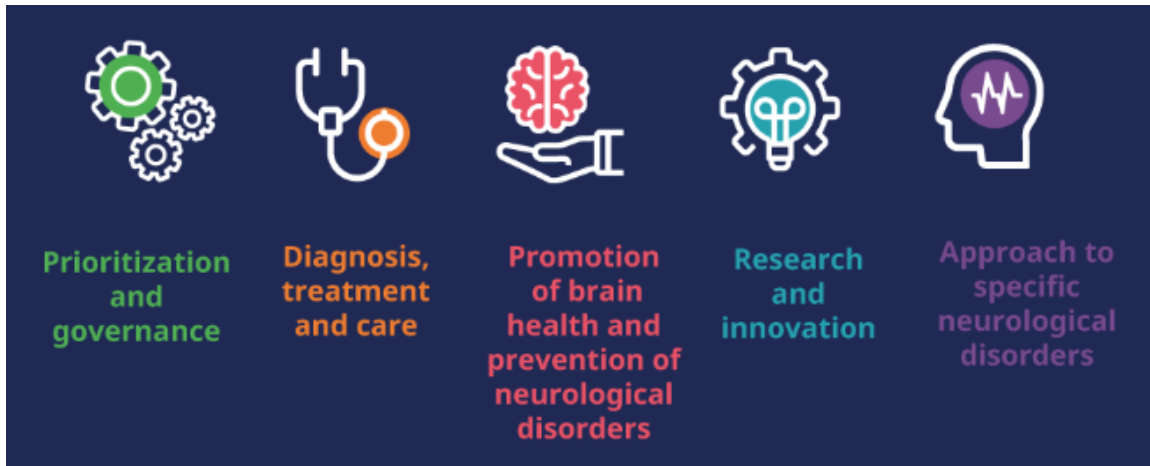 Prioritization
and
governance
Diagnosis,
treatment
and care
Promotion
of brain
health and
prevention of
neurological
disorders
Research
and
innovation
Approach to
specific
neurological
disorders